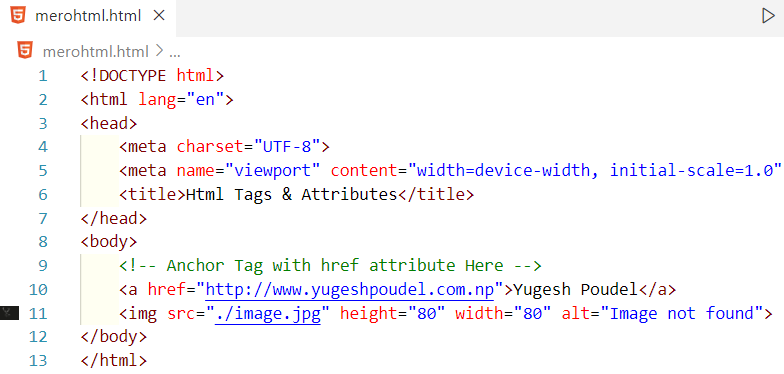 merohtml.html
merohtml.html > ...
1 <!DOCTYPE html>
2 <html lang="en">
3 <head>
4 <meta charset="UTF-8">
5 <meta name="viewport" content="width=device-width, initial-scale=1.0"
6 <title>Html Tags & Attributes</title>
7 </head>
8 <body>
9 <!-- Anchor Tag with href attribute Here -->
10 <a href="http://www.yugeshpoudel.com.np">Yugesh Poudel</a>
11 <img src="./image.jpg" height="80" width="80" alt="Image not found">
12 </body>
13 </html>